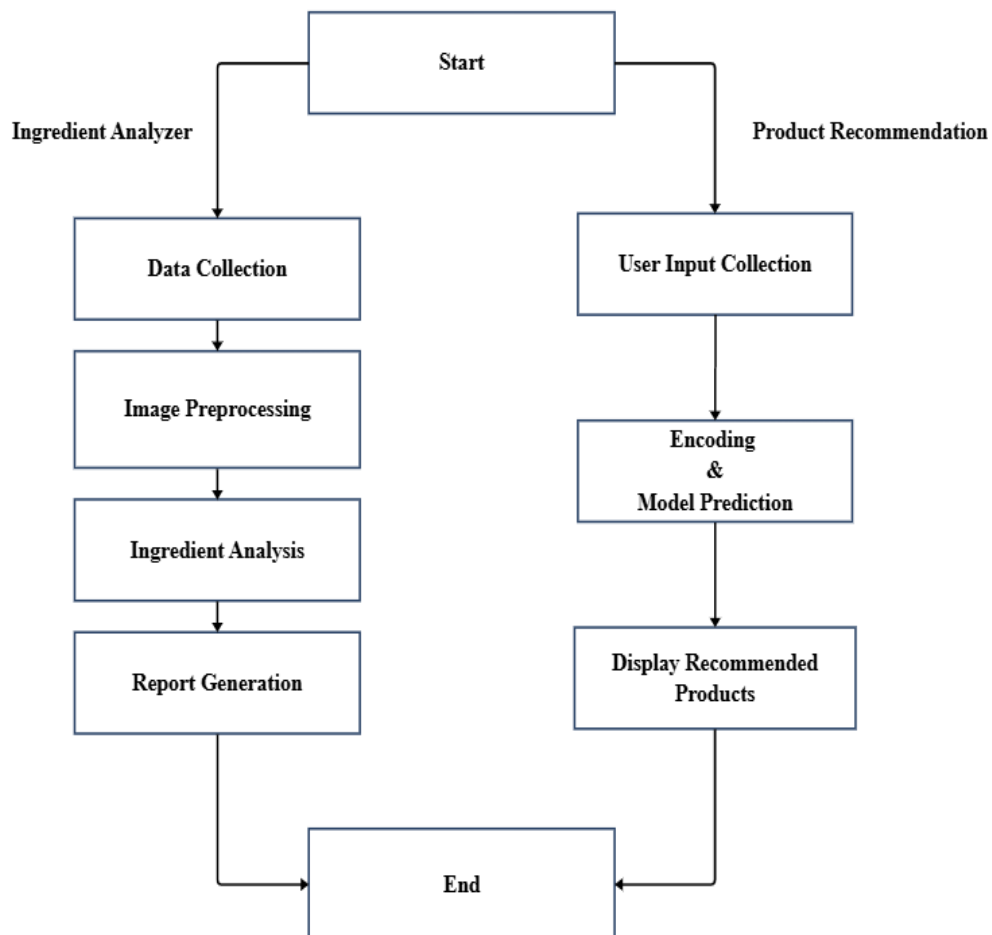 Start
Ingredient Analyzer
Product Recommendation
Data Collection
User Input Collection
Image Preprocessing
Encoding
&
Model Prediction
Ingredient Analysis
Report Generation
Display Recommended
Products
End